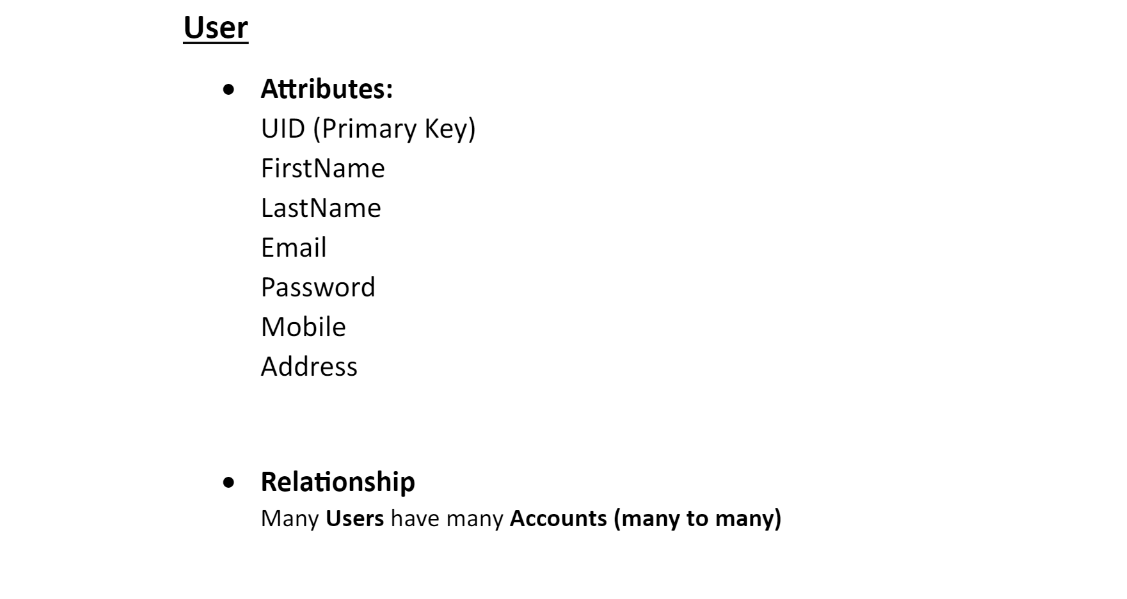 User
• Attributes:
UID (Primary Key)
FirstName
LastName
Email
Password
Mobile
Address
• Relationship
Many Users have many Accounts (many to many)